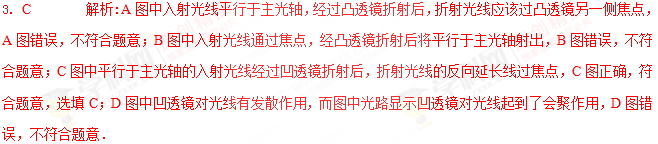 3．C 解析：A 图中入射光线平行于主光轴，经过凸透镜折射后，折射光线应该过凸透镜另一侧焦点，
A 图错误，不符合题意；B 图中入射光线通过焦点，经凸透镜折射后将平行于主光轴射出，B 图错误，不符
合题意；C 图中平行于主光轴的入射光线经过凹透镜折射后，折射光线的反向延长线过焦点，C 图正确，符
合题意，选填 C；D 图中凹透镜对光线有发散作用，而图中光路显示凹透镜对光线起到了会聚作用，D 图错
误，不符合题意．